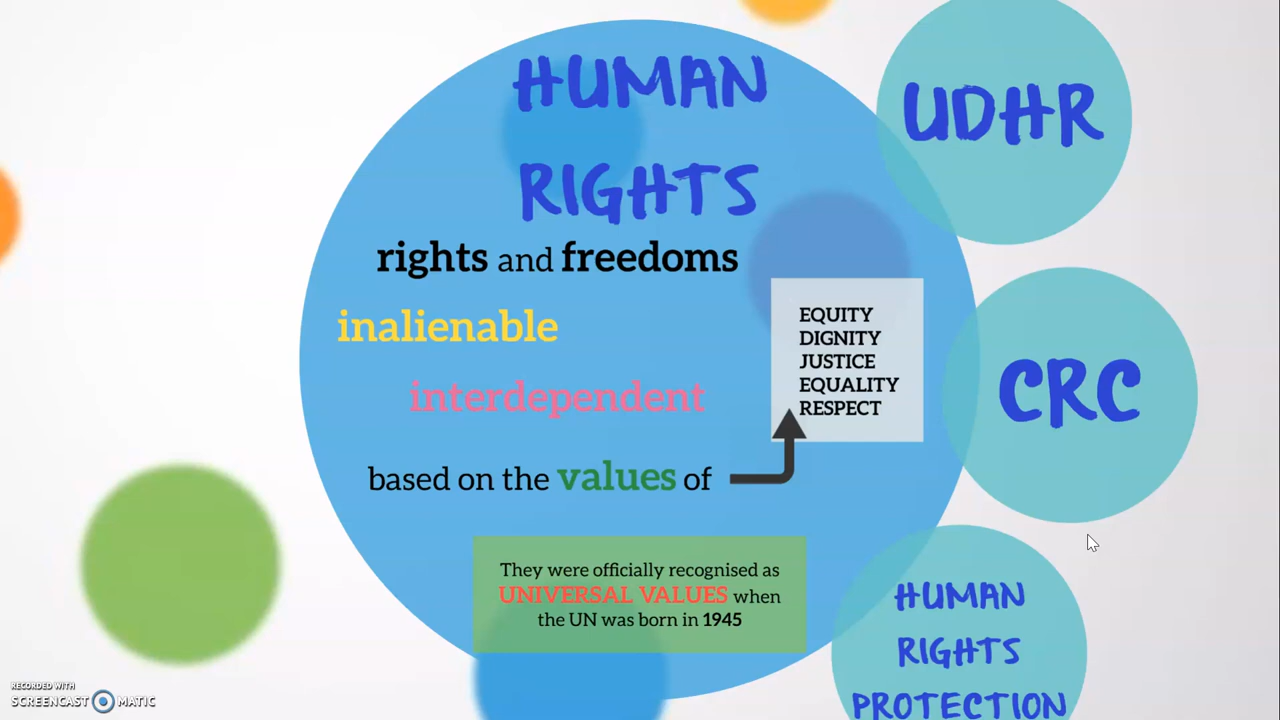 HUMAN
RIGHTS
rights and freedoms
inalienable
interdependent
based on the values of
EQUITY
DIGNITY
JUSTICE
EQUALITY
RESPECT
They were officially recognised as
UNIVERSAL VALUES when
the UN was born in 1945
UDHR
CRC
HUMAN
RIGHTS
PROTECTION
RECORDED WITH
SCREENCAST MATIC